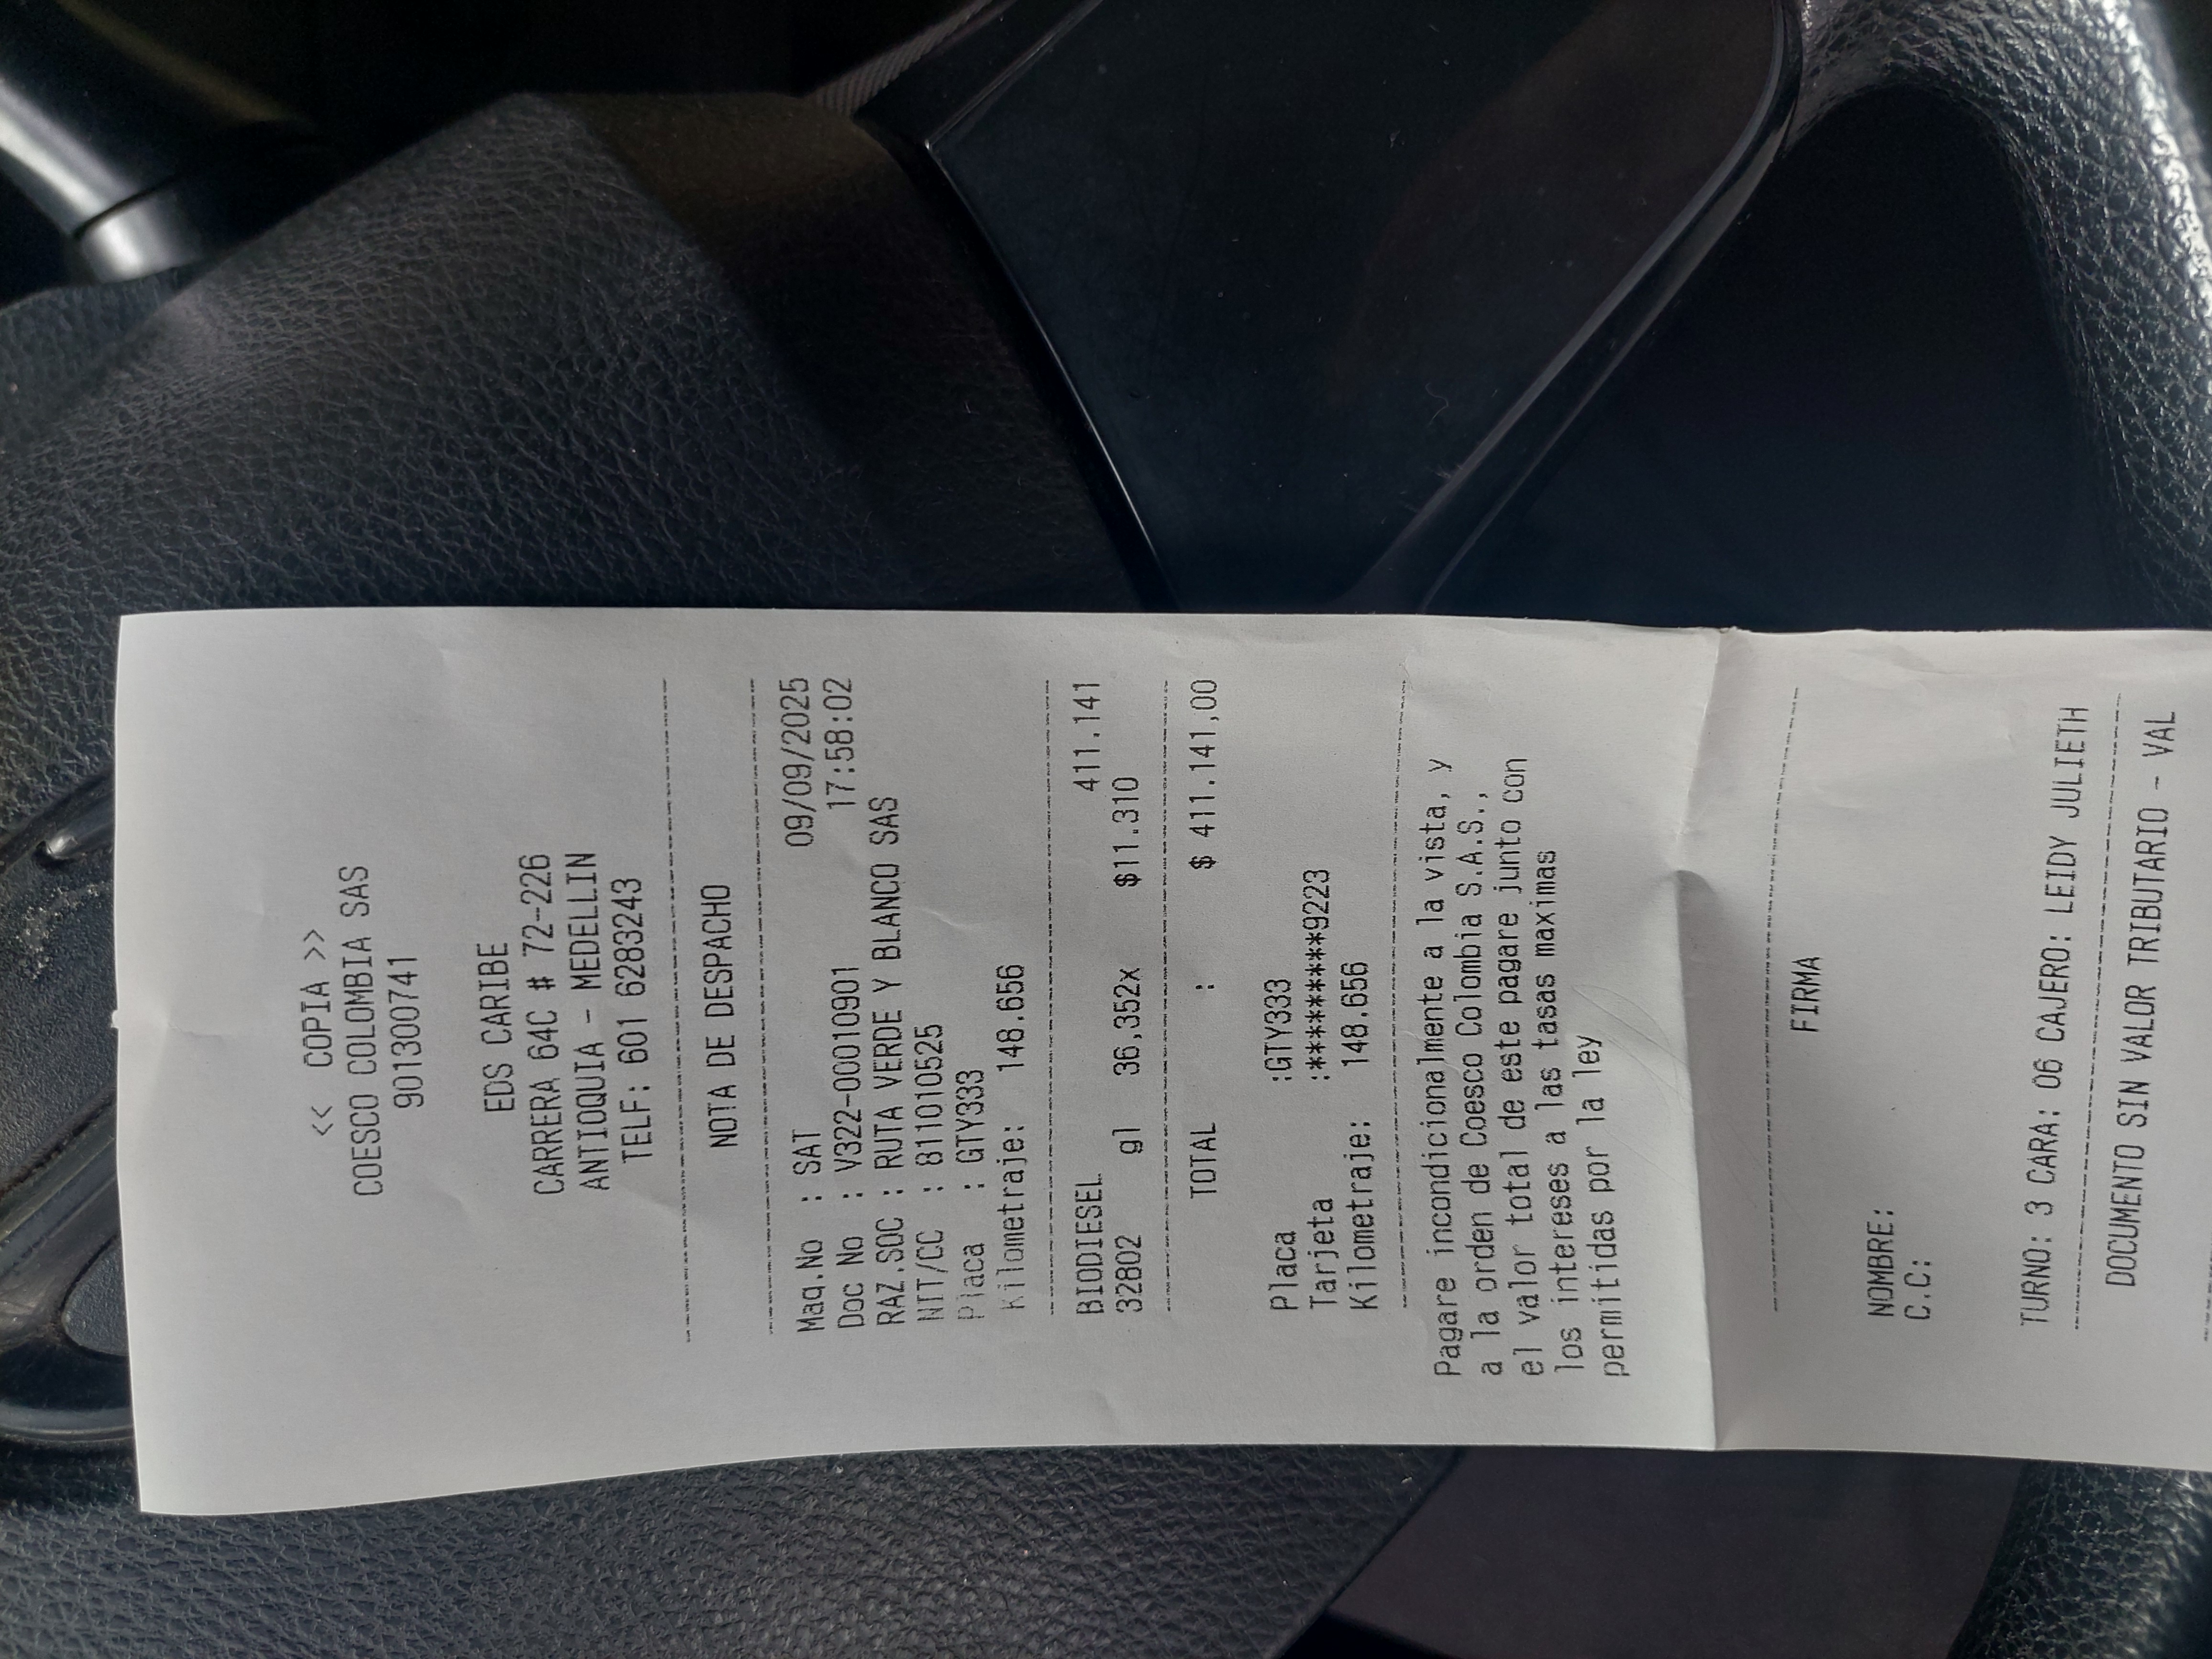 << COPIA >>
COESCO COLOMBIA SAS
901300741
EDS CARIBE
CARRERA 64C # 72-226
ANTIOQUIA - MEDELLIN
TELF: 601 6283243
NOTA DE DESPACHO
Maq.No : SAT 09/09/2025
Doc No : V322-00010901 17:58:02
RAZ.SOC : RUTA VERDE Y BLANCO SAS
NIT/CC : 811010525
Placa : GTY333
Kilometraje: 148.656
BIODIESEL 411.141
32802 gl 36,352x $11.310
TOTAL : $ 411.141,00
Placa :GTY333
Tarjeta :********9223
Kilometraje: 148.656
Pagare incondicionalmente a la vista, y
a la orden de Coesco Colombia S.A.S.,
el valor total de este pagare junto con
los intereses a las tasas maximas
permitidas por la ley
FIRMA
NOMBRE:
C.C:
TURNO: 3 CARA: 06 CAJERO: LEIDY JULIETH
DOCUMENTO SIN VALOR TRIBUTARIO - VAL